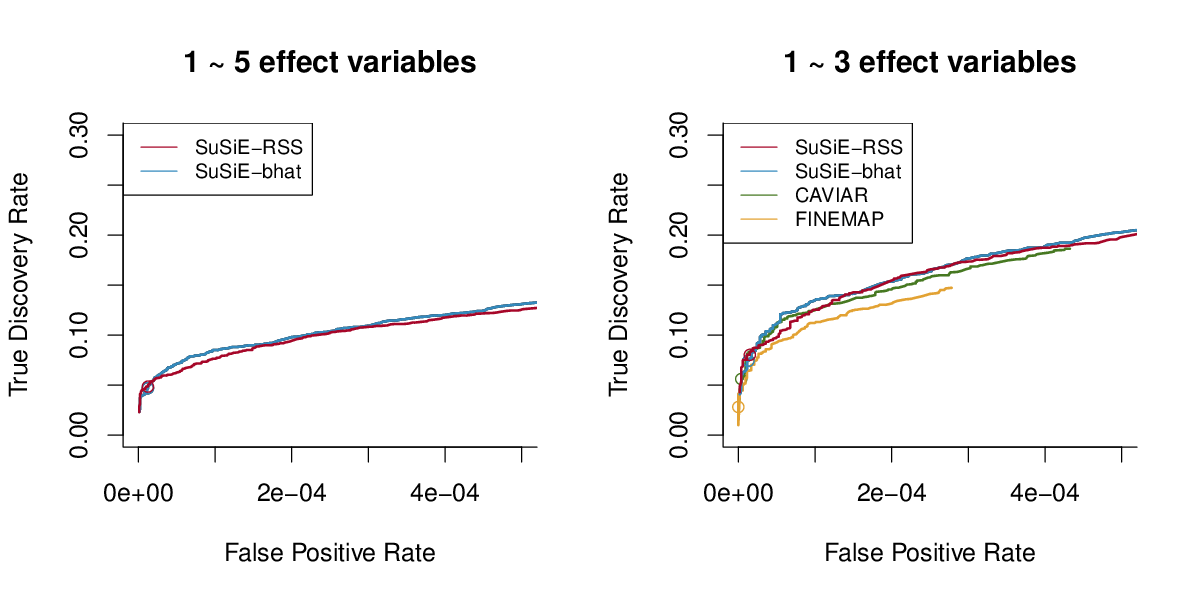 1 ~ 5 effect variables
True Discovery Rate
0.30
0.20
0.10
0.00
SuSiE−RSS
SuSiE−bhat
0e+00
2e−04
4e−04
False Positive Rate
1 ~ 3 effect variables
True Discovery Rate
0.30
0.20
0.10
0.00
SuSiE−RSS
SuSiE−bhat
CAVIAR
FINEMAP
0e+00
2e−04
4e−04
False Positive Rate